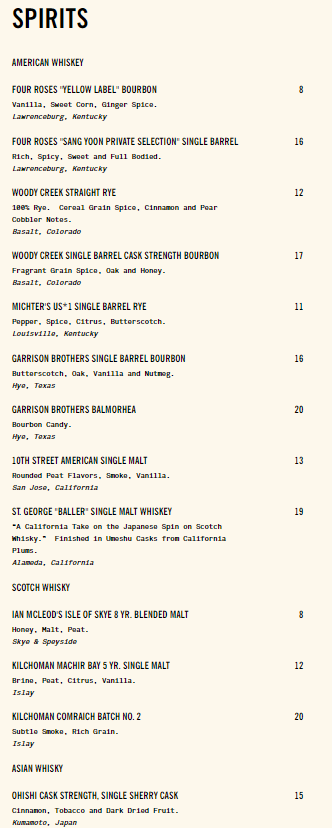 SPIRITS
AMERICAN WHISKEY
FOUR ROSES "YELLOW LABEL" BOURBON 8
Vanilla, Sweet Corn, Ginger Spice.
Lawrenceburg, Kentucky
FOUR ROSES "SANG YOON PRIVATE SELECTION" SINGLE BARREL 16
Rich, Spicy, Sweet and Full Bodied.
Lawrenceburg, Kentucky
WOODY CREEK STRAIGHT RYE 12
100% Rye. Cereal Grain Spice, Cinnamon and Pear
Cobbler Notes.
Basalt, Colorado
WOODY CREEK SINGLE BARREL CASK STRENGTH BOURBON 17
Fragrant Grain Spice, Oak and Honey.
Basalt, Colorado
MICHTER'S US*1 SINGLE BARREL RYE 11
Pepper, Spice, Citrus, Butterscotch.
Louisville, Kentucky
GARRISON BROTHERS SINGLE BARREL BOURBON 16
Butterscotch, Oak, Vanilla and Nutmeg.
Hye, Texas
GARRISON BROTHERS BALMORHEA 20
Bourbon Candy.
Hye, Texas
10TH STREET AMERICAN SINGLE MALT 13
Rounded Peat Flavors, Smoke, Vanilla.
San Jose, California
ST. GEORGE "BALLER" SINGLE MALT WHISKEY 19
"A California Take on the Japanese Spin on Scotch
Whisky." Finished in Umeshu Casks from California
Plums.
Alameda, California
SCOTCH WHISKY
IAN MCLEOD'S ISLE OF SKYE 8 YR. BLENDED MALT 8
Honey, Malt, Peat.
Skye & Speyside
KILCHOMAN MACHIR BAY 5 YR. SINGLE MALT 12
Brine, Peat, Citrus, Vanilla.
Islay
KILCHOMAN COMRAICH BATCH NO. 2 20
Subtle Smoke, Rich Grain.
Islay
ASIAN WHISKY
OHISHI CASK STRENGTH, SINGLE SHERRY CASK 15
Cinnamon, Tobacco and Dark Dried Fruit.
Kumamoto, Japan